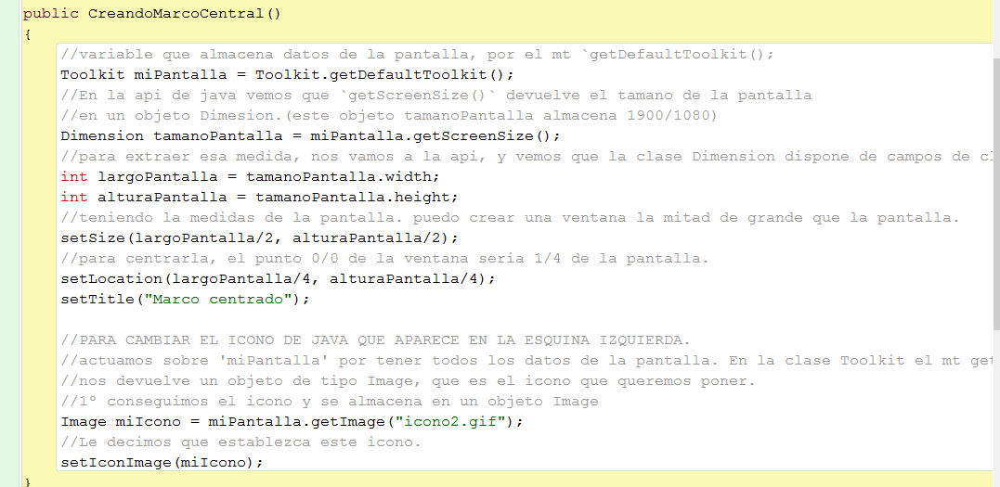 public CreandoMarcoCentral()
{
//variable que almacena datos de la pantalla, por el mt `getDefaultToolkit();
Toolkit miPantalla = Toolkit.getDefaultToolkit();
//En la api de java vemos que `getScreenSize()` devuelve el tamano de la pantalla
//en un objeto Dimesion.(este objeto tamanoPantalla almacena 1900/1080)
Dimension tamanoPantalla = miPantalla.getScreenSize();
//para extraer esa medida, nos vamos a la api, y vemos que la clase Dimension dispone de campos de cl
int largoPantalla = tamanoPantalla.width;
int alturaPantalla = tamanoPantalla.height;
//teniendo la medidas de la pantalla. puedo crear una ventana la mitad de grande que la pantalla.
setSize(largoPantalla/2, alturaPantalla/2);
//para centrarla, el punto 0/0 de la ventana seria 1/4 de la pantalla.
setLocation(largoPantalla/4, alturaPantalla/4);
setTitle("Marco centrado");
//PARA CAMBIAR EL ICONO DE JAVA QUE APARECE EN LA ESQUINA IZQUIERDA.
//actuamos sobre 'miPantalla' por tener todos los datos de la pantalla. En la clase Toolkit el mt get
//nos devuelve un objeto de tipo Image, que es el icono que queremos poner.
//1º conseguimos el icono y se almacena en un objeto Image
Image miIcono = miPantalla.getImage("icono2.gif");
//Le decimos que establezca este icono.
setIconImage(miIcono);
}